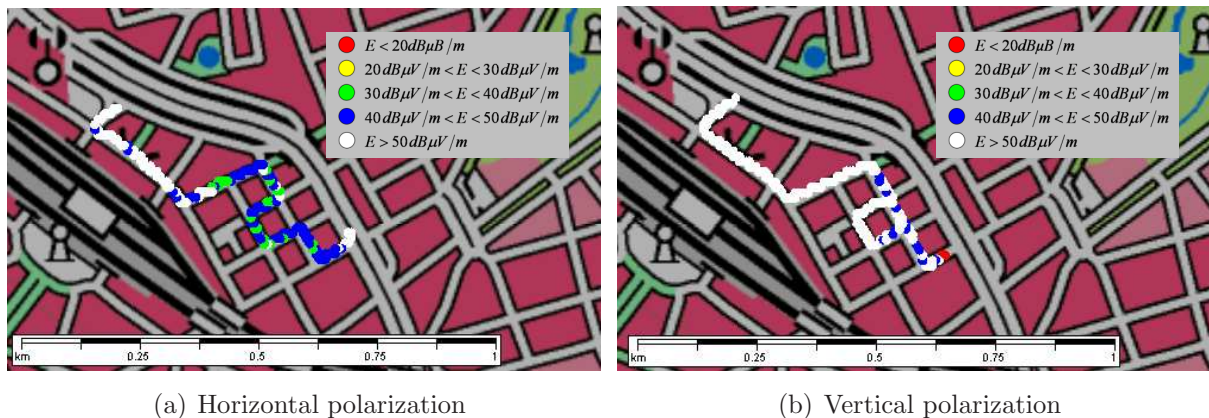 E < 20dBμB/m
20dBμV/m < E < 30dBμV/m
30dBμV/m < E < 40dBμV/m
40dBμV/m < E < 50dBμV/m
E > 50dBμV/m
km 0.25 0.5 0.75 1
(a) Horizontal polarization
E < 20dBμB/m
20dBμV/m < E < 30dBμV/m
30dBμV/m < E < 40dBμV/m
40dBμV/m < E < 50dBμV/m
E > 50dBμV/m
km 0.25 0.5 0.75 1
(b) Vertical polarization